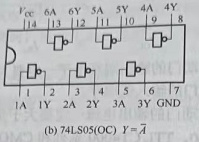 V_CC 6A 6Y 5A 5Y 4A 4Y
14 13 12 11 10 9 8
1 2 3 4 5 6 7
1A 1Y 2A 2Y 3A 3Y GND
(b) 74LS05(OC) Y=A̅